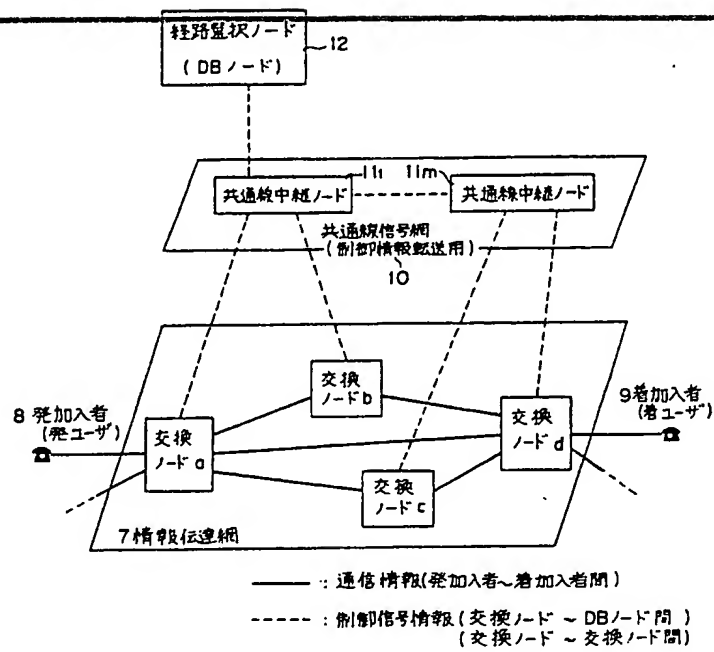 経路監択ノード
(DBノード)
12
11i 11m
共通線中継ノード
共通線中継ノード
共通線信号網
(制御情報転送用)
10
8 発加入者
(発ユーザ)
9着加入者
(着ユーザ)
交換
ノードb
交換
ノードa
交換
ノードd
交換
ノードc
7情報伝達網
: 通信情報(発加入者～着加入者間)
: 制御信号情報(交換ノード ～ DBノード間)
(交換ノード ～ 交換ノード間)